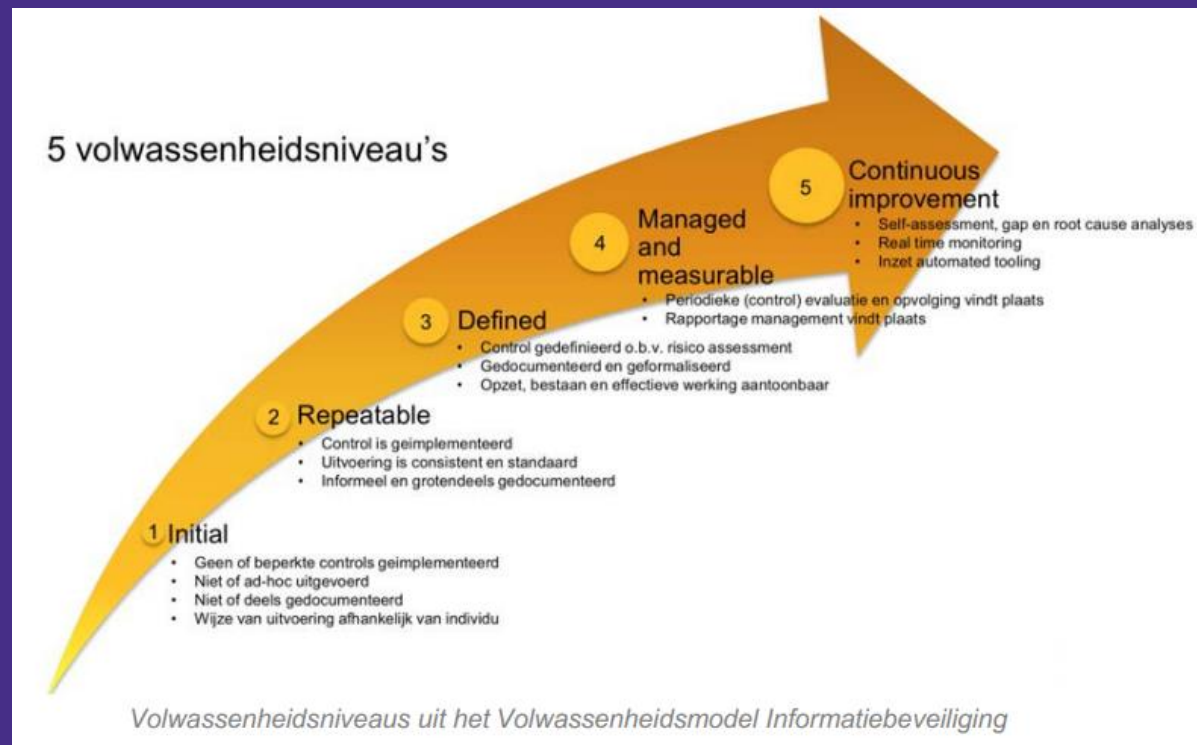 5 volwassenheidsniveau's
5
Continuous
improvement
• Self-assessment, gap en root cause analyses
• Real time monitoring
• Inzet automated tooling
4
Managed
and
measurable
• Periodieke (control) evaluatie en opvolging vindt plaats
• Rapportage management vindt plaats
3 Defined
• Control gedefinieerd o.b.v. risico assessment
• Gedocumenteerd en geformaliseerd
• Opzet, bestaan en effectieve werking aantoonbaar
2 Repeatable
• Control is geimplementeerd
• Uitvoering is consistent en standaard
• Informeel en grotendeels gedocumenteerd
1 Initial
• Geen of beperkte controls geimplementeerd
• Niet of ad-hoc uitgevoerd
• Niet of deels gedocumenteerd
• Wijze van uitvoering afhankelijk van individu
Volwassenheidsniveaus uit het Volwassenheidsmodel Informatiebeveiliging